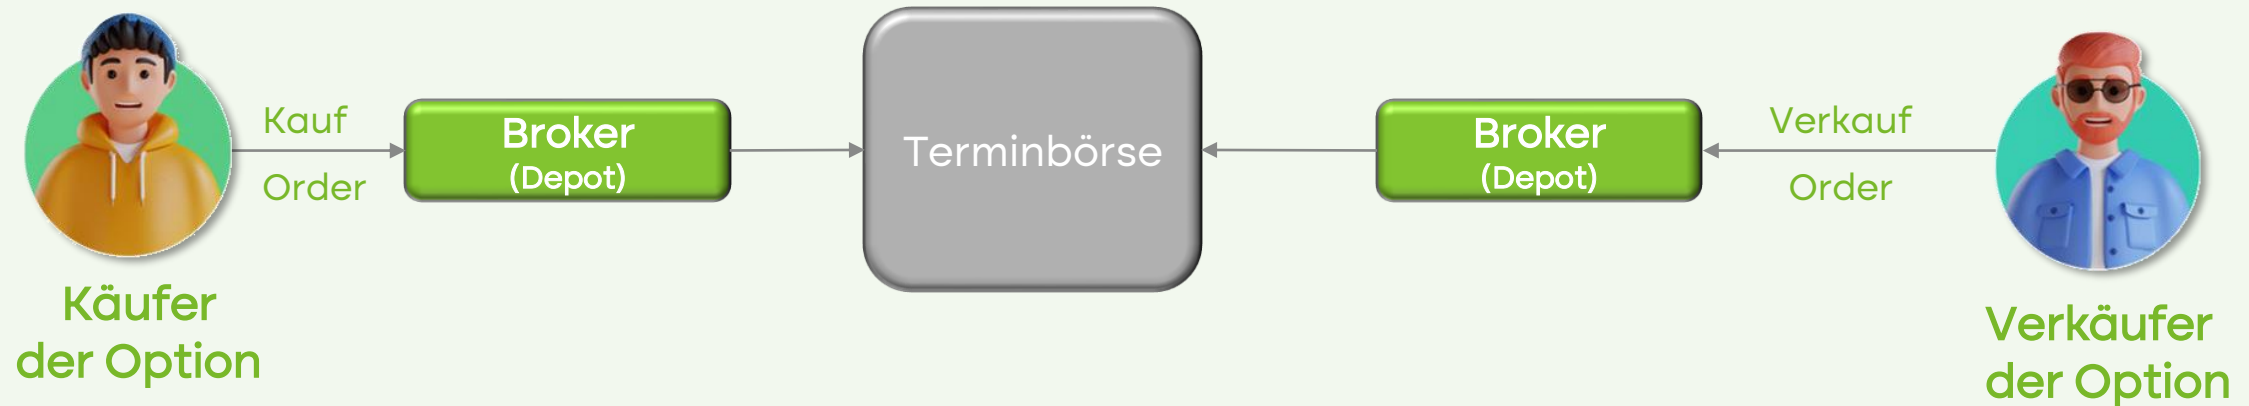 Kauf
Order
Broker
(Depot)
Terminbörse
Broker
(Depot)
Verkauf
Order
Käufer
der Option
Verkäufer
der Option